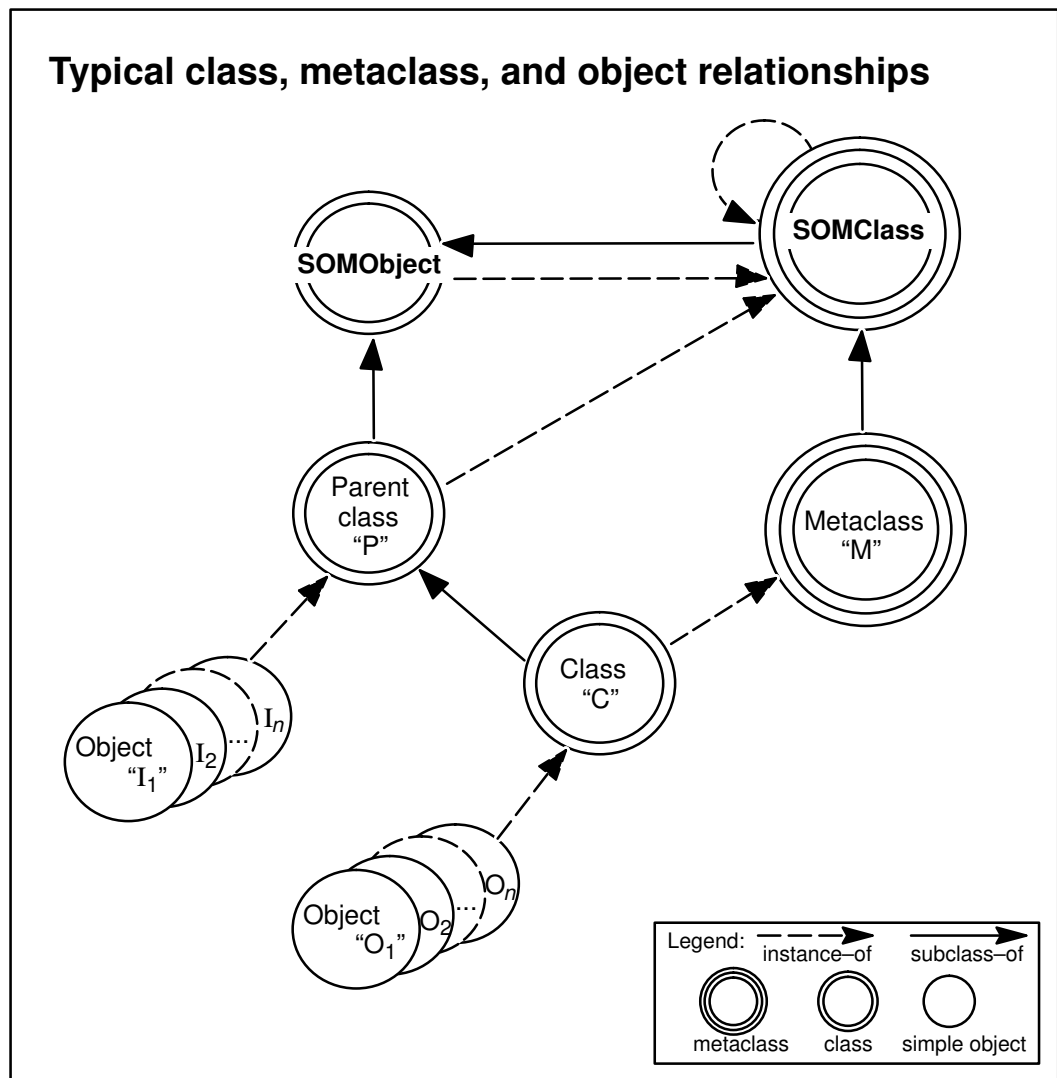 Typical class, metaclass, and object relationships
SOMClass
SOMObject
Parent
class
“P”
Metaclass
“M”
Class
“C”
Object
“I1”
I2
...
In
Object
“O1”
O2
...
On
Legend:
instance–of
subclass–of
metaclass
class
simple object